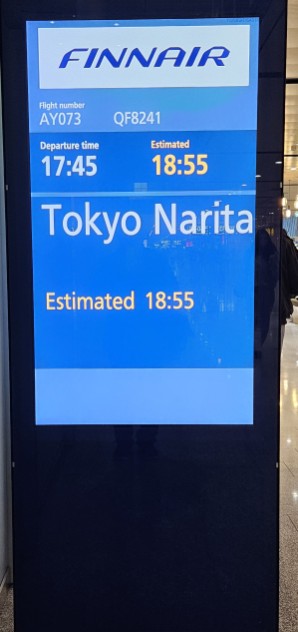 FINNAIR
Flight number
AY073 QF8241
Departure time Estimated
17:45 18:55
Tokyo Narita
Estimated 18:55